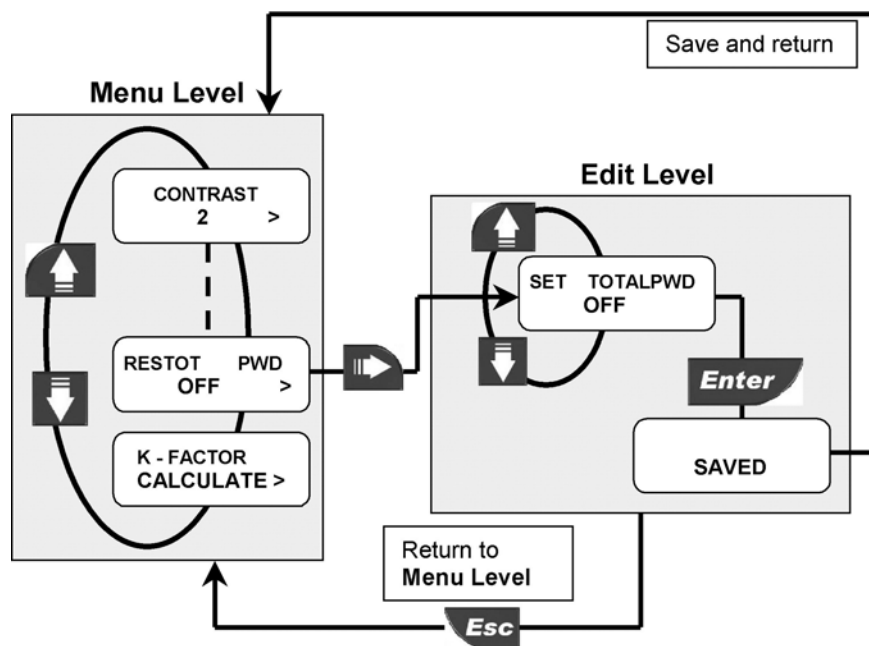 Save and return
Menu Level
CONTRAST
2 >
RESTOT PWD
OFF >
K - FACTOR
CALCULATE >
Edit Level
SET TOTALPWD
OFF
Enter
SAVED
Return to
Menu Level
Esc